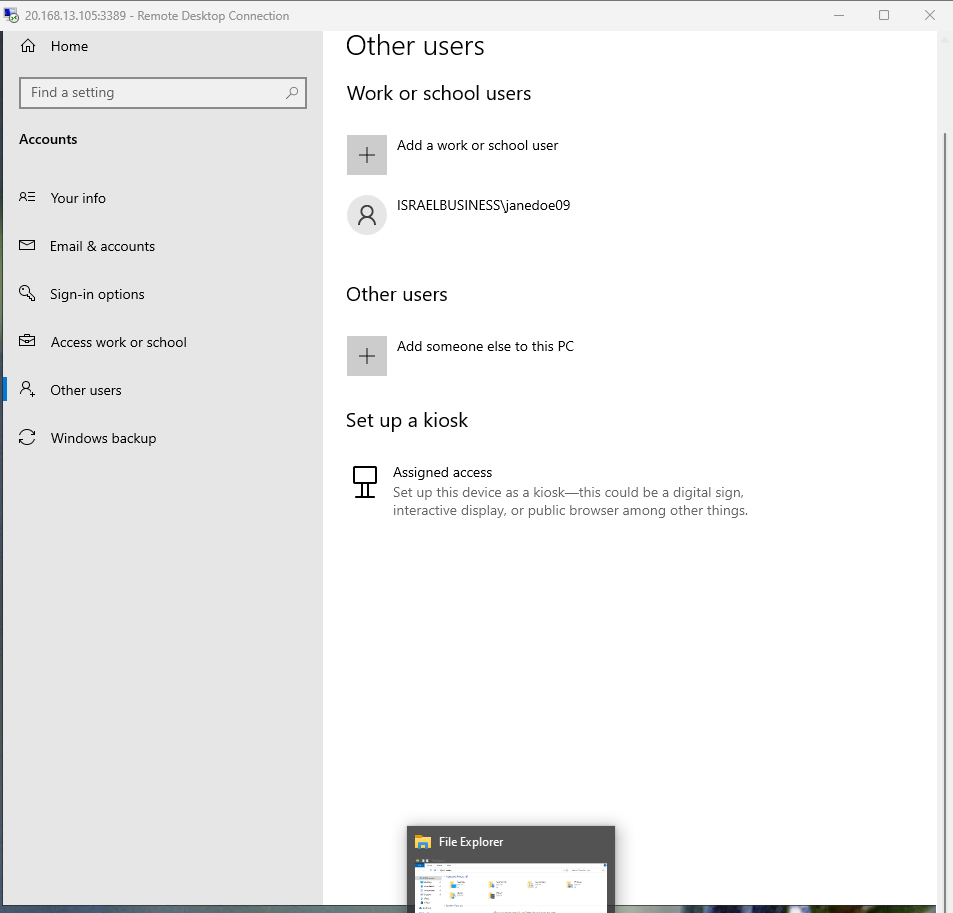 20.168.13.105:3389 - Remote Desktop Connection
Home
Find a setting
Accounts
Your info
Email & accounts
Sign-in options
Access work or school
Other users
Windows backup
Other users
Work or school users
Add a work or school user
ISRAELBUSINESS\janedoe09
Other users
Add someone else to this PC
Set up a kiosk
Assigned access
Set up this device as a kiosk—this could be a digital sign,
interactive display, or public browser among other things.
File Explorer